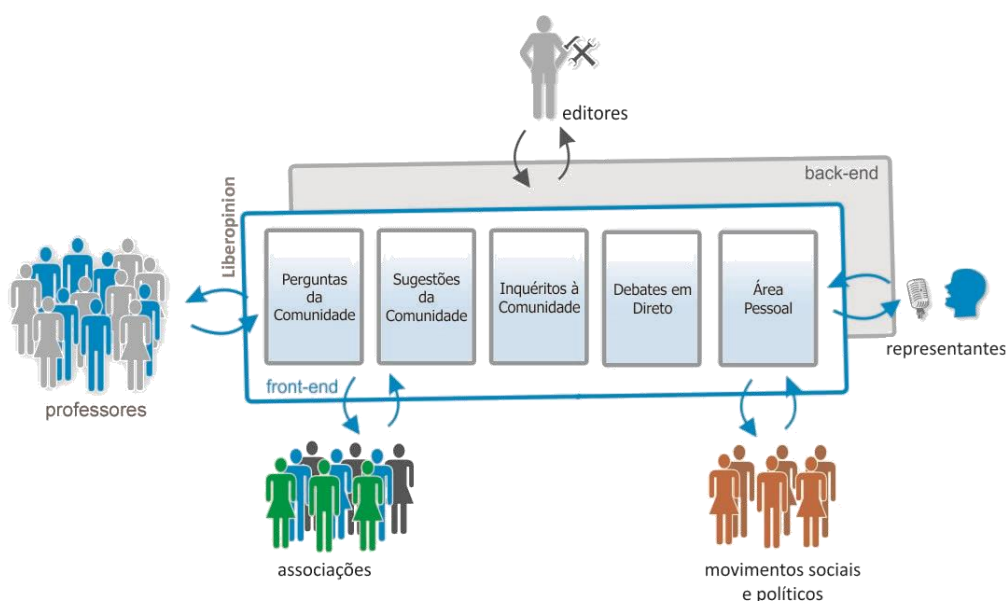 editores
back-end
Liberopinion
Perguntas
da
Comunidade
Sugestões
da
Comunidade
Inquéritos à
Comunidade
Debates em
Direto
Área
Pessoal
representantes
front-end
professores
associações
movimentos sociais
e políticos